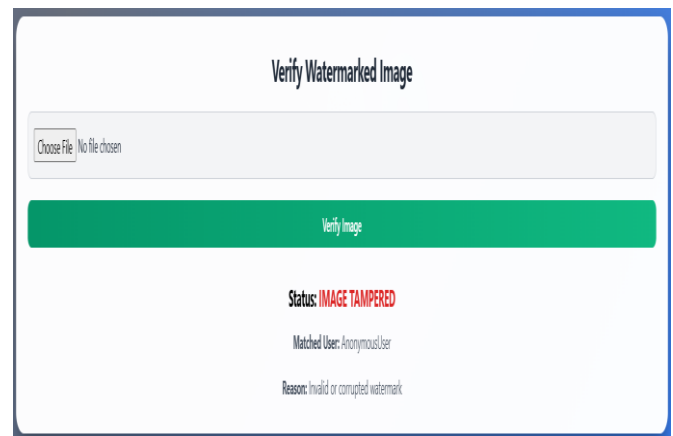 Verify Watermarked Image
Choose File No file chosen
Verify Image
Status: IMAGE TAMPERED
Matched User: AnonymousUser
Reason: Invalid or corrupted watermark